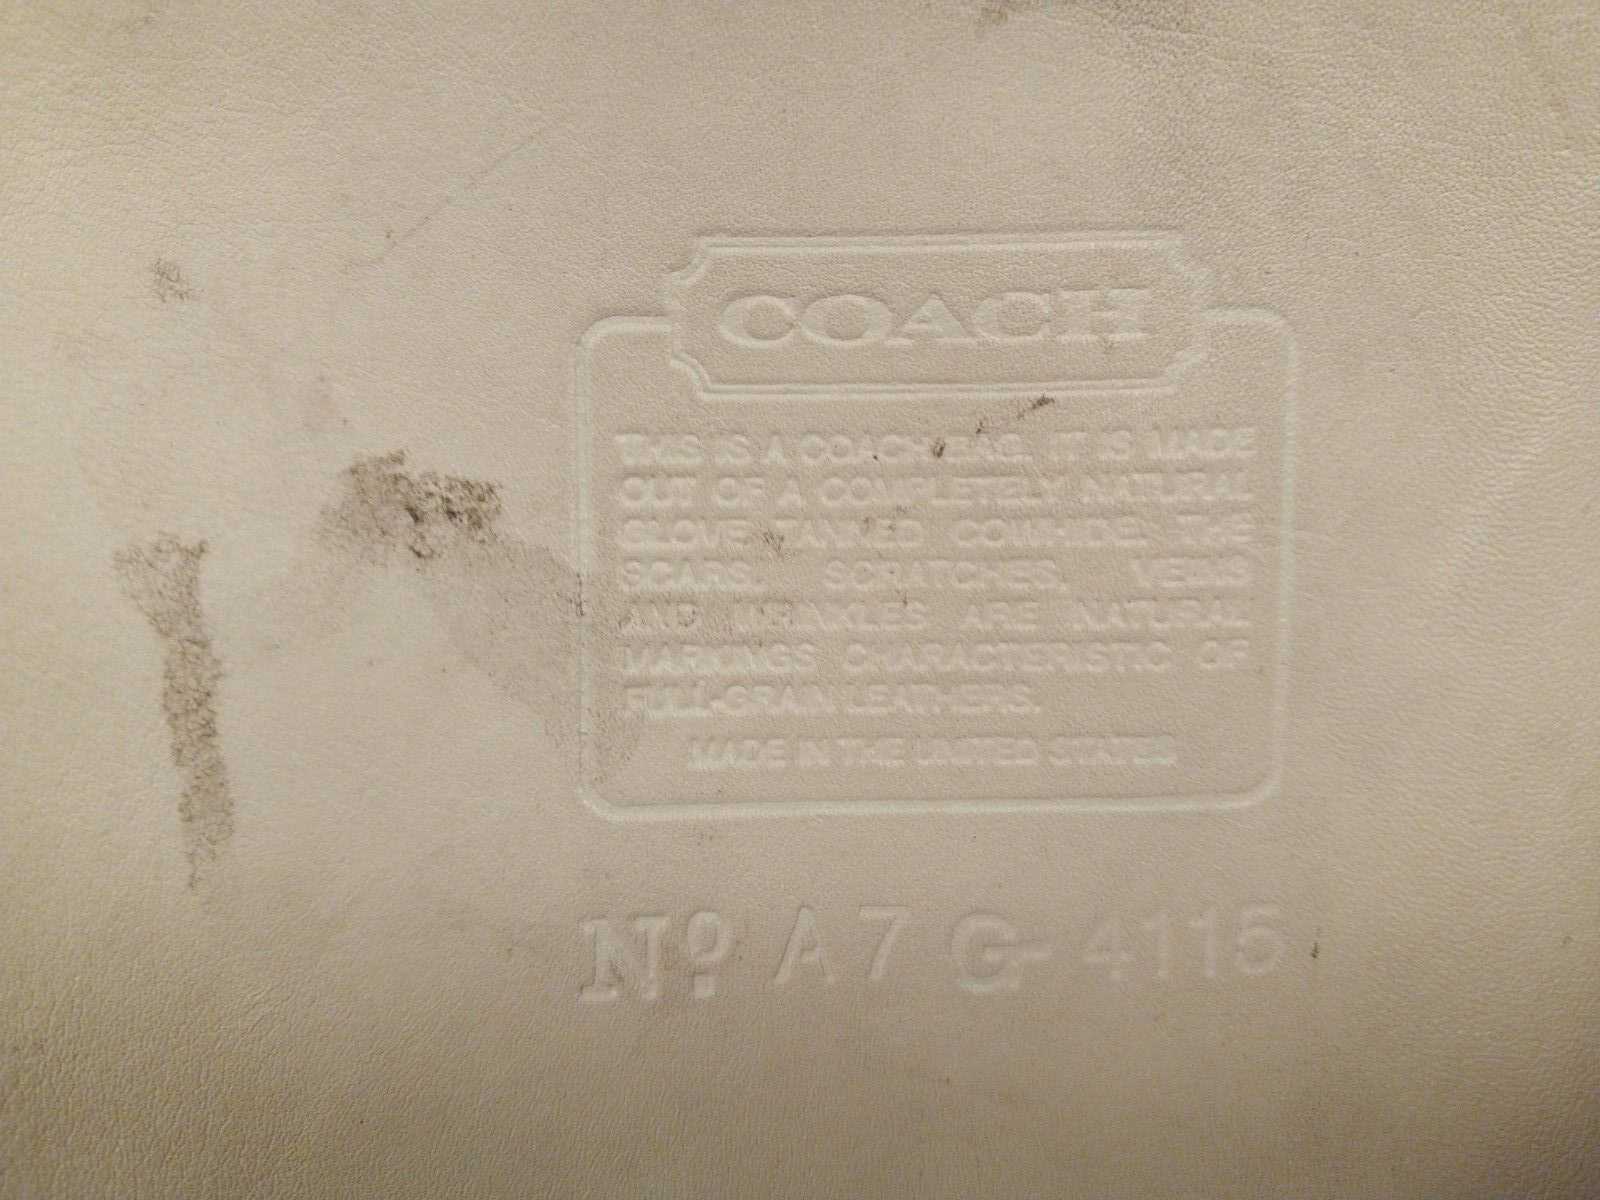 COACH
THIS IS A COACH BAG. IT IS MADE
OUT OF A COMPLETELY NATURAL
GLOVE TANNED COWHIDE. THE
SCARS, SCRATCHES, VEINS
AND WRINKLES ARE NATURAL
MARKINGS CHARACTERISTIC OF
FULL-GRAIN LEATHERS.
MADE IN THE UNITED STATES
Nº A7G-4115